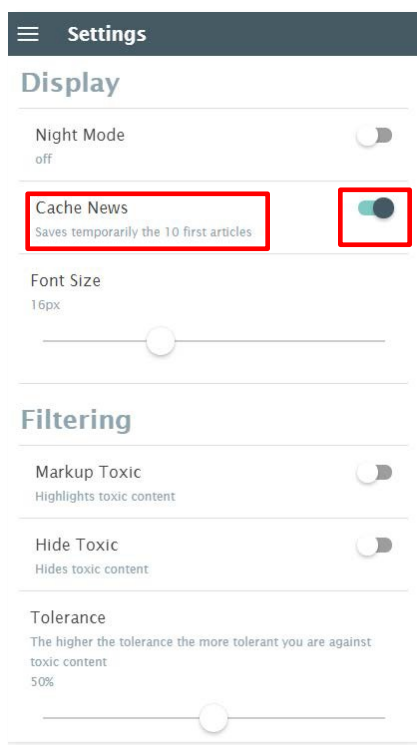 Settings
Display
Night Mode
off
Cache News
Saves temporarily the 10 first articles
Font Size
16px
Filtering
Markup Toxic
Highlights toxic content
Hide Toxic
Hides toxic content
Tolerance
The higher the tolerance the more tolerant you are against
toxic content
50%